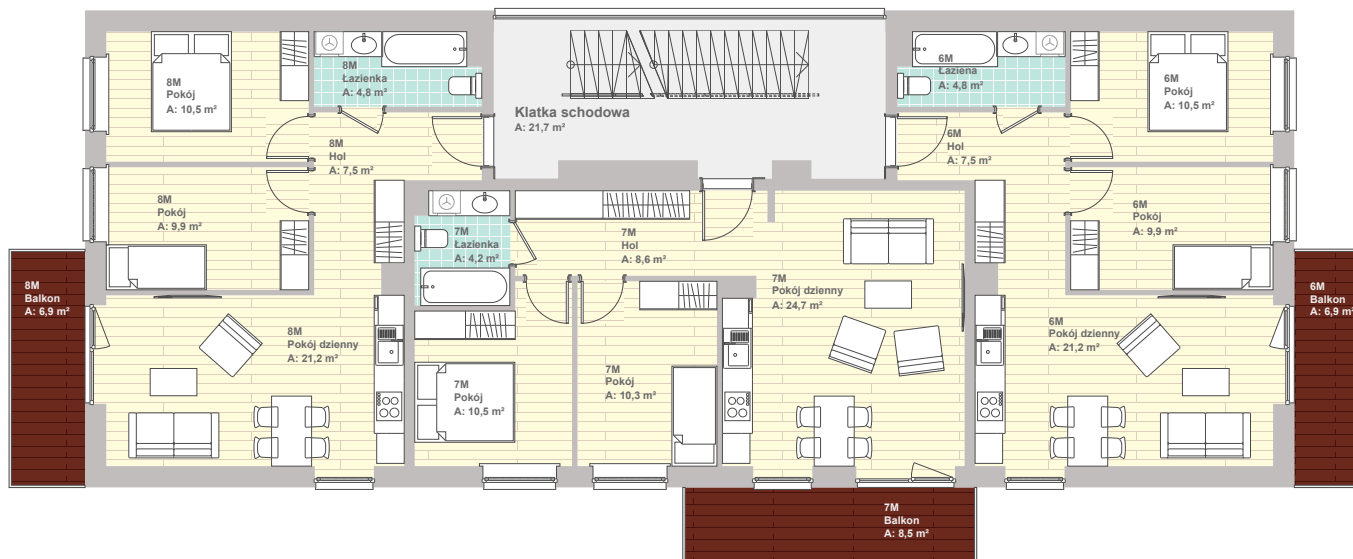 8M
Pokój
A: 10,5 m²
8M
Łazienka
A: 4,8 m²
Klatka schodowa
A: 21,7 m²
6M
Łaziena
A: 4,8 m²
6M
Pokój
A: 10,5 m²
8M
Hol
A: 7,5 m²
6M
Hol
A: 7,5 m²
8M
Pokój
A: 9,9 m²
7M
Łazienka
A: 4,2 m²
7M
Hol
A: 8,6 m²
6M
Pokój
A: 9,9 m²
8M
Balkon
A: 6,9 m²
7M
Pokój dzienny
A: 24,7 m²
6M
Balkon
A: 6,9 m²
8M
Pokój dzienny
A: 21,2 m²
6M
Pokój dzienny
A: 21,2 m²
7M
Pokój
A: 10,5 m²
7M
Pokój
A: 10,3 m²
7M
Balkon
A: 8,5 m²